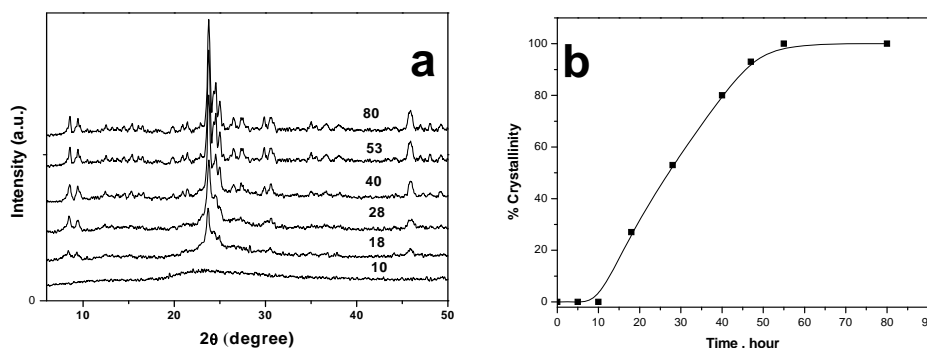 a
Intensity (a.u.)
80
53
40
28
18
10
0
10 20 30 40 50
2θ (degree)
b
% Crystallinity
100
80
60
40
20
0
0 10 20 30 40 50 60 70 80 90
Time , hour